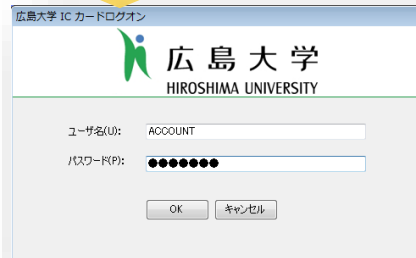 広島大学 IC カードログオン
広島大学
HIROSHIMA UNIVERSITY
ユーザ名(U): ACCOUNT
パスワード(P): ●●●●●●●
OK キャンセル